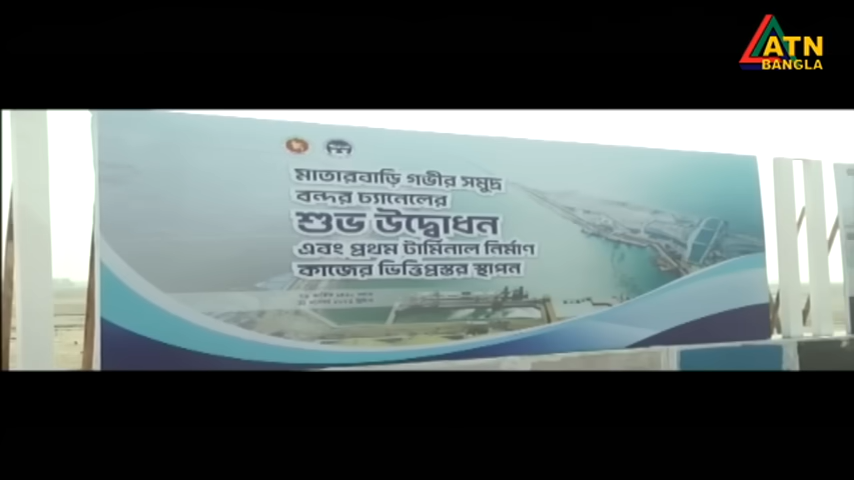 ATN
BANGLA
মাতারবাড়ি গভীর সমুদ্র
বন্দর চ্যানেলের
শুভ উদ্বোধন
এবং প্রথম টার্মিনাল নির্মাণ
কাজের ভিত্তিপ্রস্তর স্থাপন